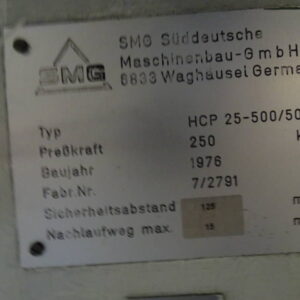 SMG
SMG Süddeutsche
Maschinenbau-GmbH
6833 Waghäusel Germa
Typ HCP 25-500/50
Preßkraft 250
Baujahr 1976
Fabr.Nr. 7/2791
Sicherheitsabstand 125 m
Nachlaufweg max. 15 m